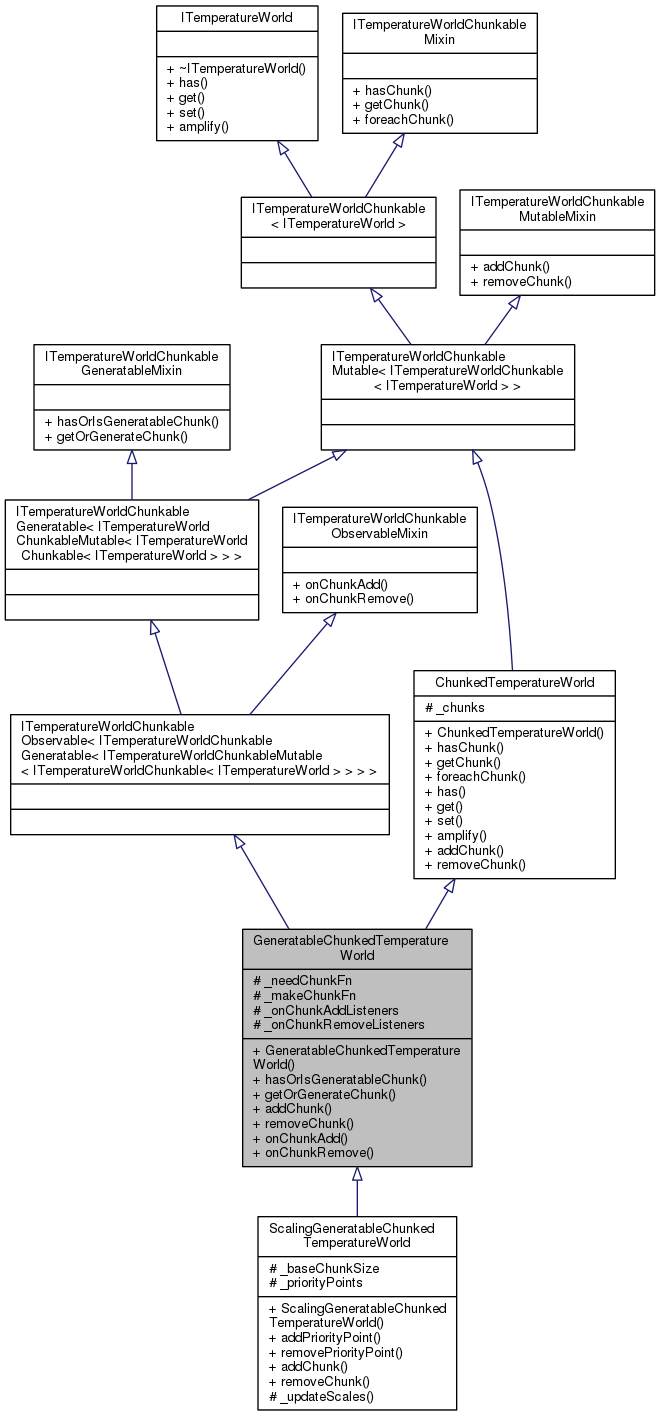 ITemperatureWorld
+ ~ITemperatureWorld()
+ has()
+ get()
+ set()
+ amplify()
ITemperatureWorldChunkable
Mixin
+ hasChunk()
+ getChunk()
+ foreachChunk()
ITemperatureWorldChunkable
< ITemperatureWorld >
ITemperatureWorldChunkable
MutableMixin
+ addChunk()
+ removeChunk()
ITemperatureWorldChunkable
GeneratableMixin
+ hasOrIsGeneratableChunk()
+ getOrGenerateChunk()
ITemperatureWorldChunkable
Mutable< ITemperatureWorldChunkable
< ITemperatureWorld > >
ITemperatureWorldChunkable
Generatable< ITemperatureWorld
ChunkableMutable< ITemperatureWorld
Chunkable< ITemperatureWorld > > >
ITemperatureWorldChunkable
ObservableMixin
+ onChunkAdd()
+ onChunkRemove()
ITemperatureWorldChunkable
Observable< ITemperatureWorldChunkable
Generatable< ITemperatureWorldChunkableMutable
< ITemperatureWorldChunkable< ITemperatureWorld > > > >
ChunkedTemperatureWorld
# _chunks
+ ChunkedTemperatureWorld()
+ hasChunk()
+ getChunk()
+ foreachChunk()
+ has()
+ get()
+ set()
+ amplify()
+ addChunk()
+ removeChunk()
GeneratableChunkedTemperature
World
# _needChunkFn
# _makeChunkFn
# _onChunkAddListeners
# _onChunkRemoveListeners
+ GeneratableChunkedTemperature
World()
+ hasOrIsGeneratableChunk()
+ getOrGenerateChunk()
+ addChunk()
+ removeChunk()
+ onChunkAdd()
+ onChunkRemove()
ScalingGeneratableChunked
TemperatureWorld
# _baseChunkSize
# _priorityPoints
+ ScalingGeneratableChunked
TemperatureWorld()
+ addPriorityPoint()
+ removePriorityPoint()
+ addChunk()
+ removeChunk()
# _updateScales()